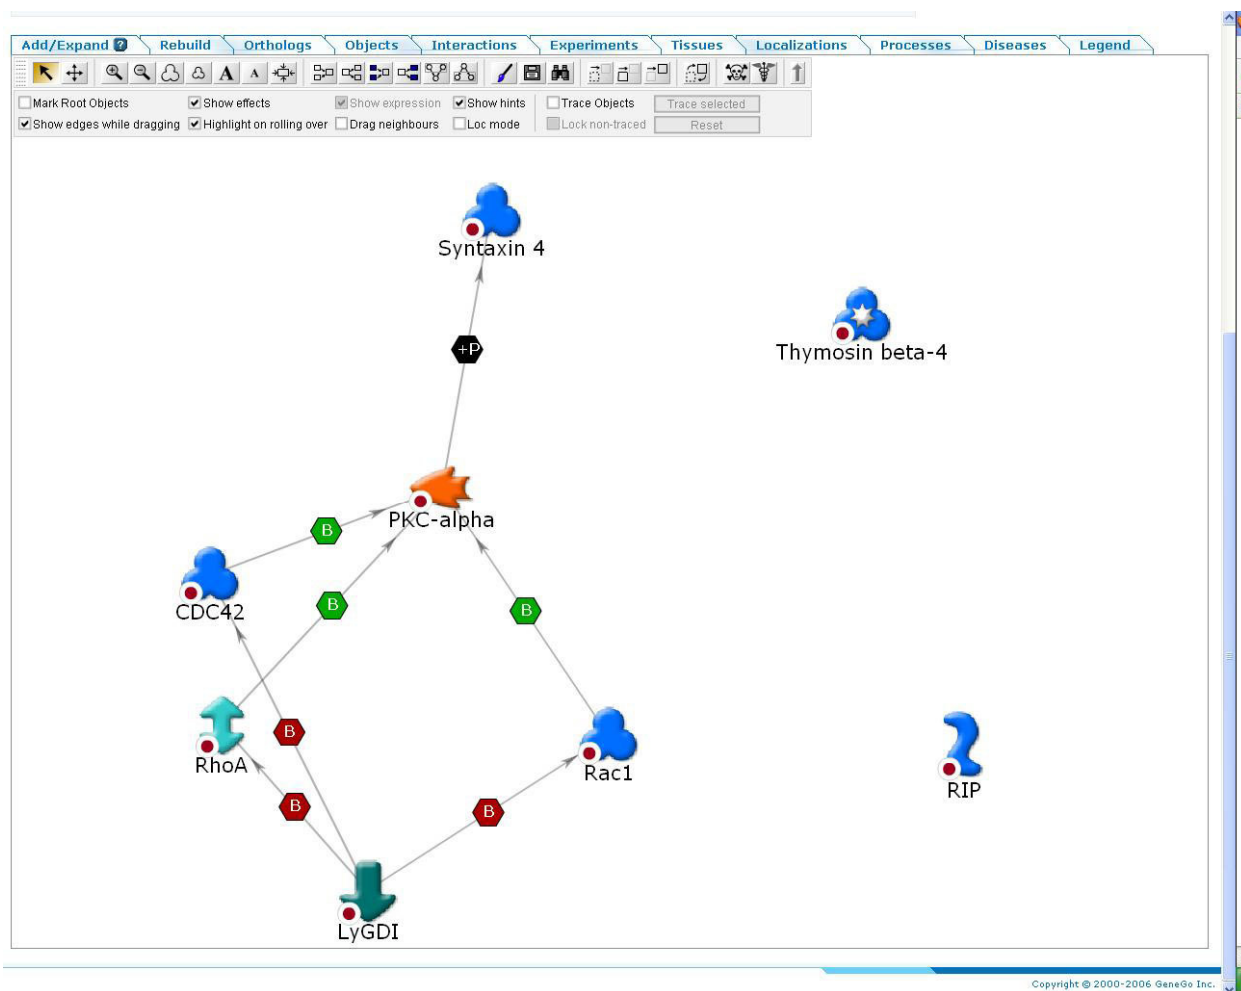 Add/Expand ? Rebuild Orthologs Objects Interactions Experiments Tissues Localizations Processes Diseases Legend
A A
Mark Root Objects Show effects Show expression Show hints Trace Objects Trace selected
Show edges while dragging Highlight on rolling over Drag neighbours Loc mode Lock non-traced Reset
Syntaxin 4
Thymosin beta-4
+P
PKC-alpha
B
CDC42
B
B
B
RhoA
Rac1
RIP
B
B
LyGDI
Copyright © 2000-2006 GeneGo Inc.